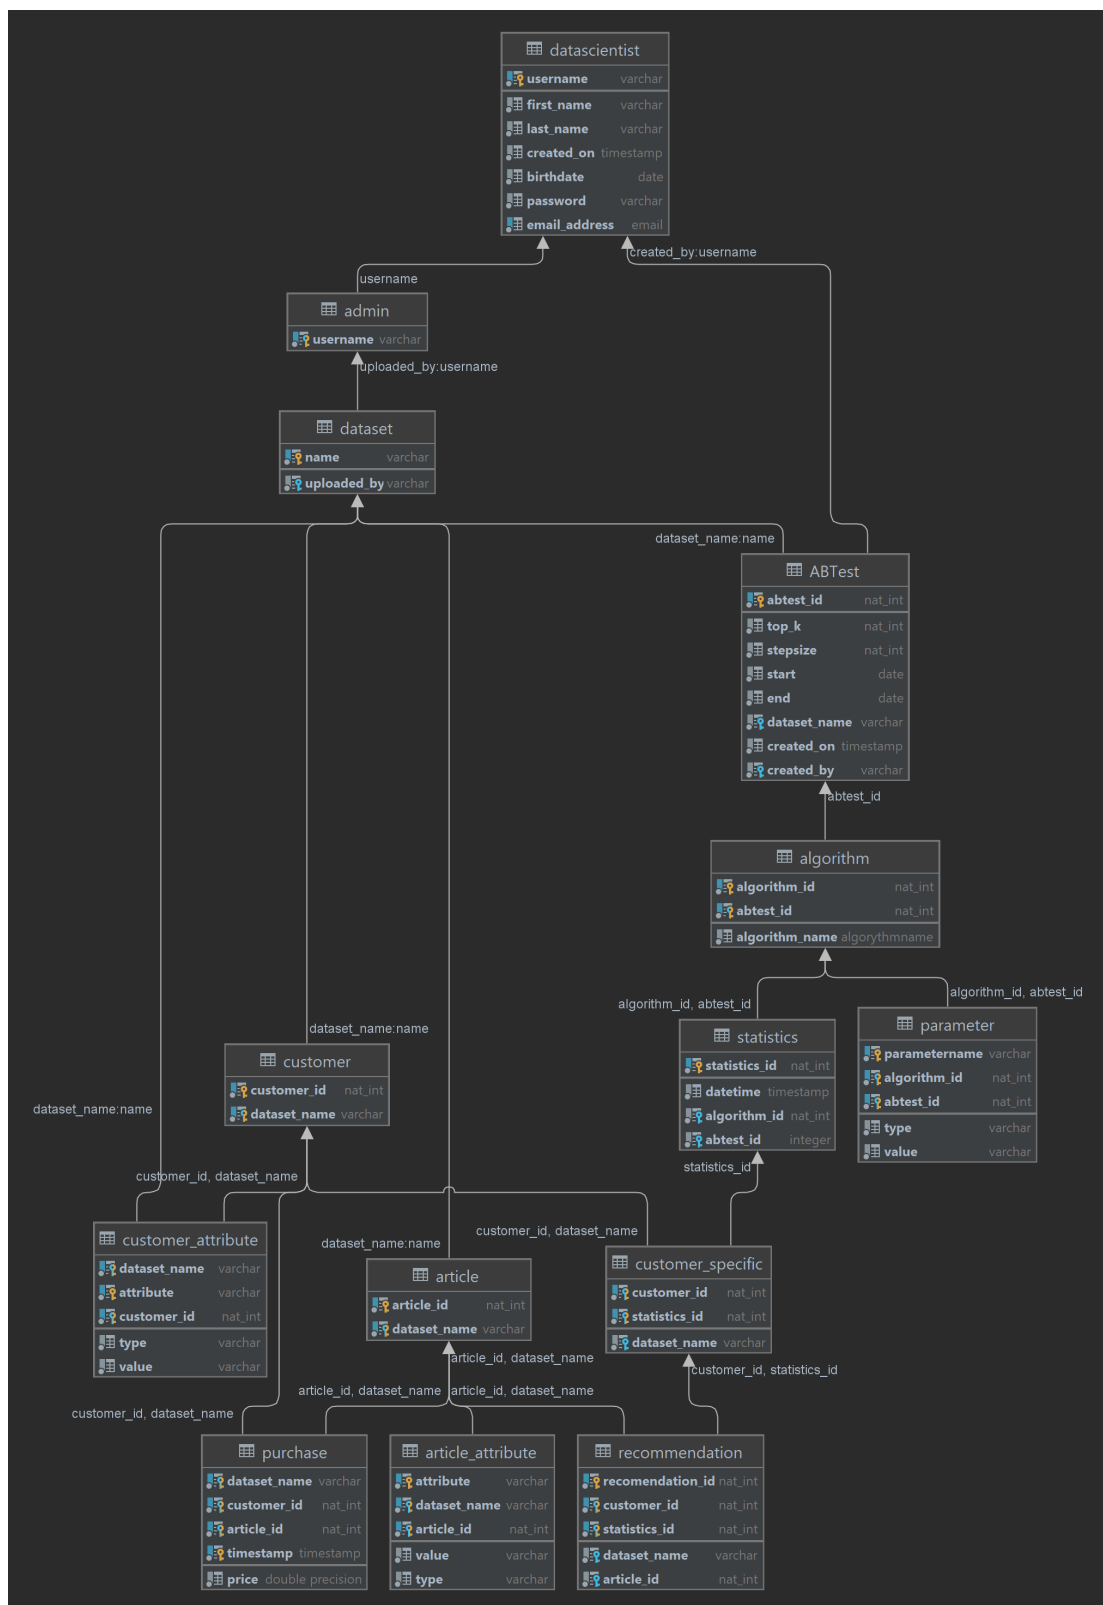 datascientist
username varchar
first_name varchar
last_name varchar
created_on timestamp
birthdate date
password varchar
email_address email
created_by:username
username
admin
username varchar
uploaded_by:username
dataset
name varchar
uploaded_by varchar
dataset_name:name
ABTest
abtest_id nat_int
top_k nat_int
stepsize nat_int
start date
end date
dataset_name varchar
created_on timestamp
created_by varchar
abtest_id
algorithm
algorithm_id nat_int
abtest_id nat_int
algorithm_name algorythmname
algorithm_id, abtest_id
algorithm_id, abtest_id
statistics
statistics_id nat_int
datetime timestamp
algorithm_id nat_int
abtest_id integer
parameter
parametername varchar
algorithm_id nat_int
abtest_id nat_int
type varchar
value varchar
dataset_name:name
customer
customer_id nat_int
dataset_name varchar
dataset_name:name
customer_id, dataset_name
statistics_id
customer_attribute
dataset_name varchar
attribute varchar
customer_id nat_int
type varchar
value varchar
dataset_name:name
article
article_id nat_int
dataset_name varchar
customer_id, dataset_name
customer_specific
customer_id nat_int
statistics_id nat_int
dataset_name varchar
article_id, dataset_name
customer_id, statistics_id
article_id, dataset_name
article_id, dataset_name
customer_id, dataset_name
purchase
dataset_name varchar
customer_id nat_int
article_id nat_int
timestamp timestamp
price double precision
article_attribute
attribute varchar
dataset_name varchar
article_id nat_int
value varchar
type varchar
recommendation
recomendation_id nat_int
customer_id nat_int
statistics_id nat_int
dataset_name varchar
article_id nat_int